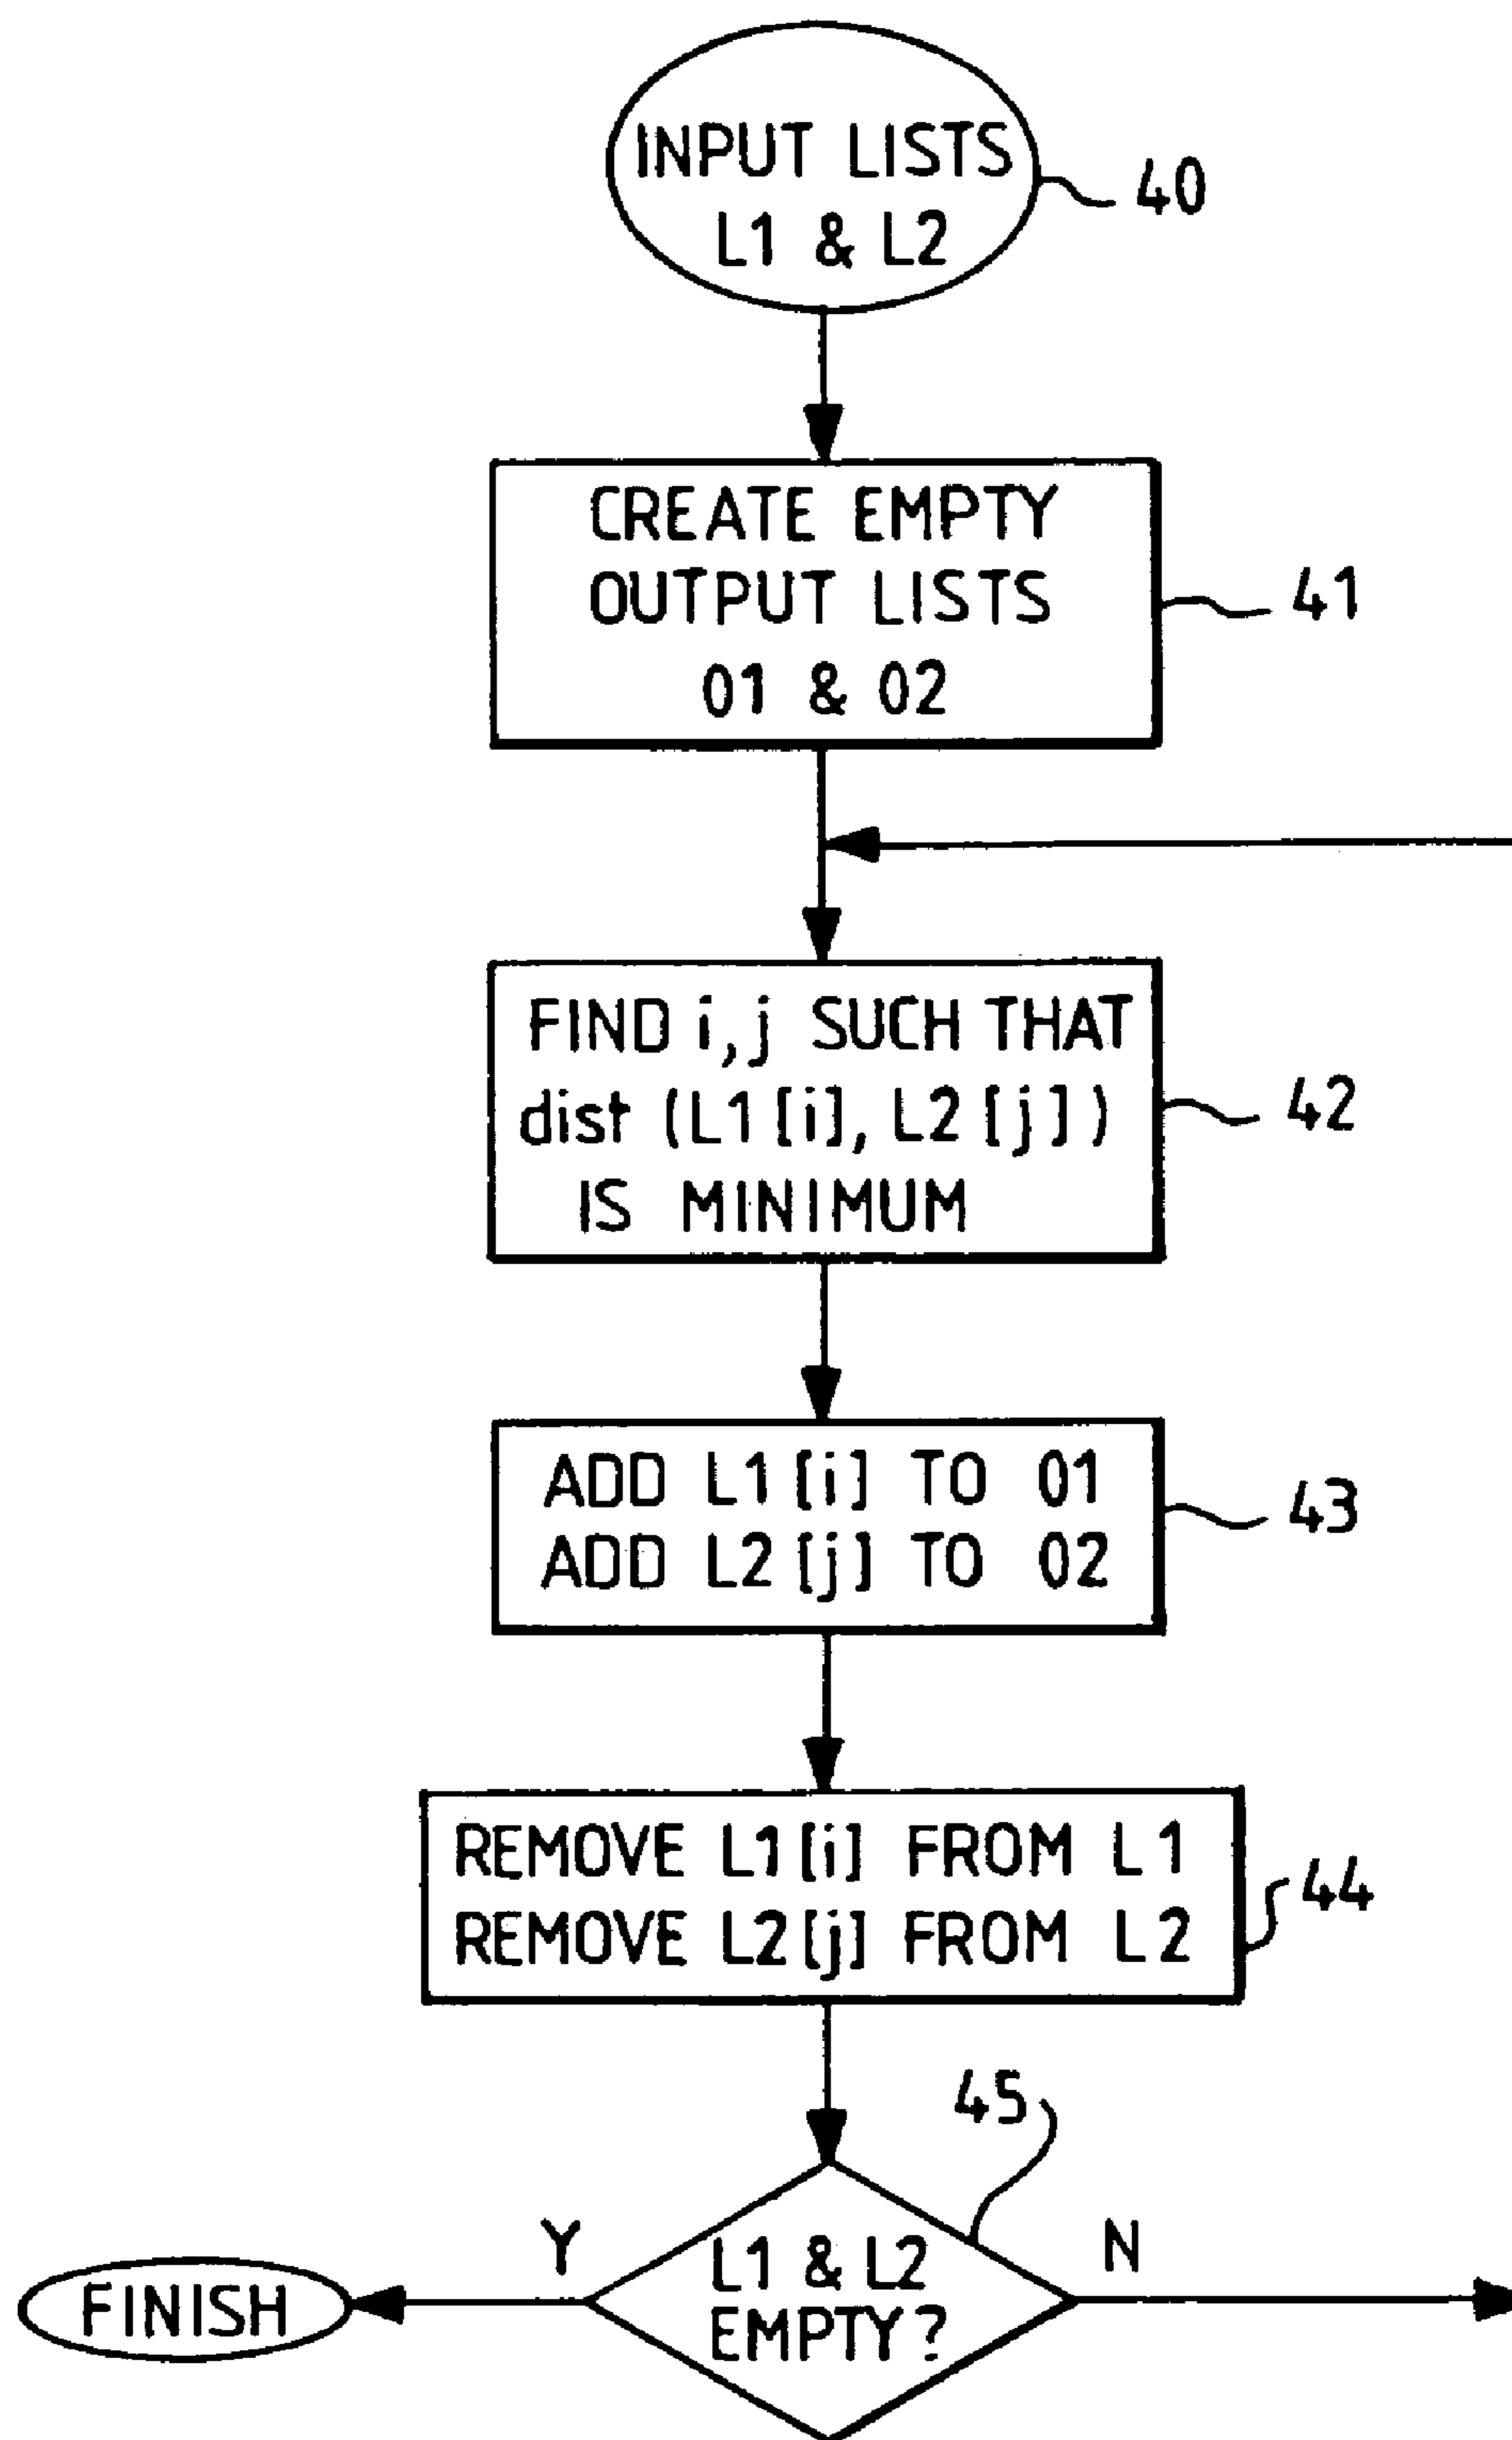 INPUT LISTS
L1 & L2
40
CREATE EMPTY
OUTPUT LISTS
01 & 02
41
FIND i,j SUCH THAT
dist (L1[i], L2[j])
IS MINIMUM
42
ADD L1[i] TO 01
ADD L2[j] TO 02
43
REMOVE L1[i] FROM L1
REMOVE L2[j] FROM L2
44
45
Y
L1 & L2
EMPTY?
N
FINISH